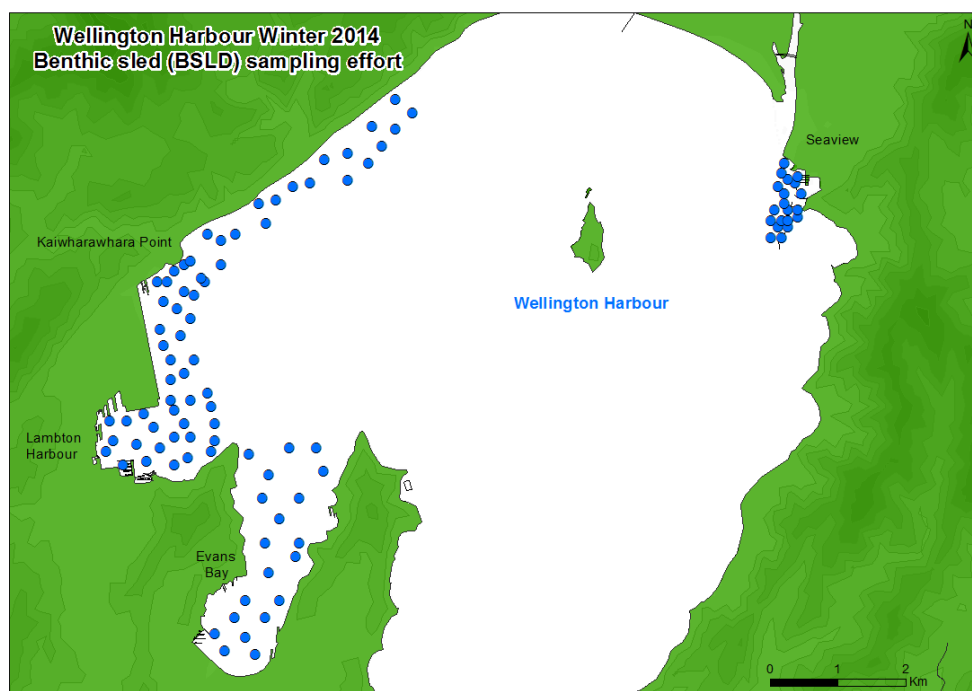 Wellington Harbour Winter 2014
Benthic sled (BSLD) sampling effort
N
Seaview
Kaiwharawhara Point
Wellington Harbour
Lambton
Harbour
Evans
Bay
0 1 2
Km